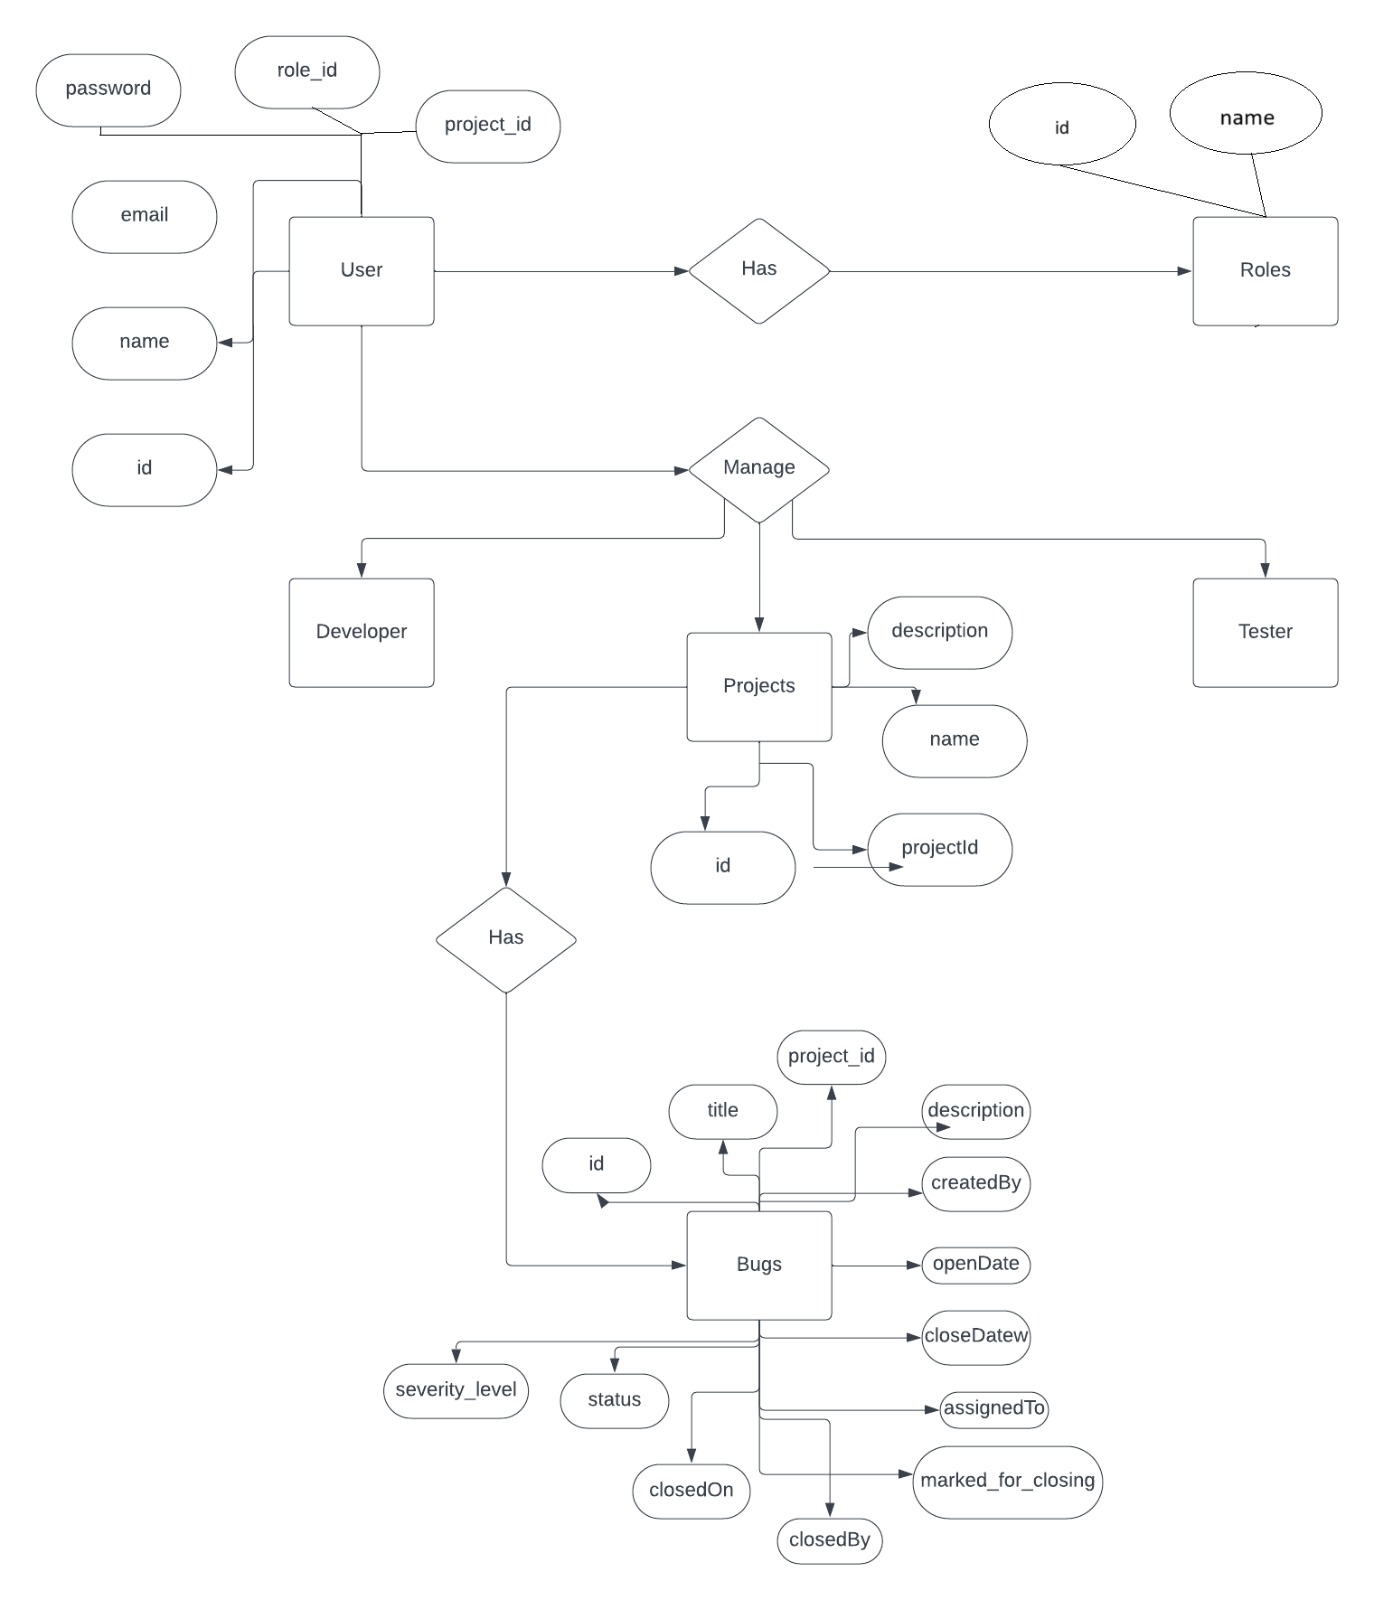 password
role_id
project_id
id
name
email
User
Has
Roles
name
id
Manage
Developer
Projects
description
Tester
name
id
projectId
Has
project_id
title
description
id
createdBy
Bugs
openDate
closeDatew
severity_level
status
assignedTo
closedOn
marked_for_closing
closedBy